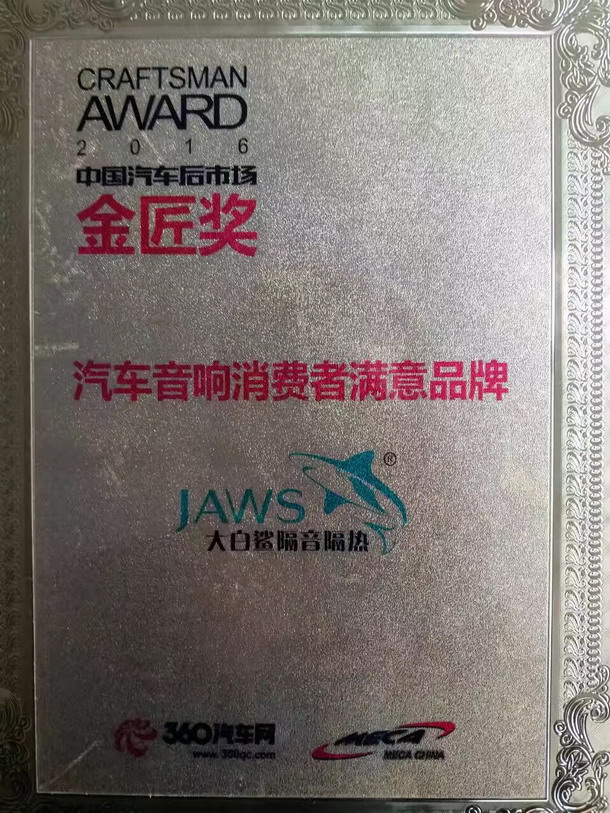 CRAFTSMAN
AWARD
2016
中国汽车后市场
金匠奖
汽车音响消费者满意品牌
JAWS®
大白鲨隔音隔热
360汽车网
www.360qc.com
MECA
MECA CHINA